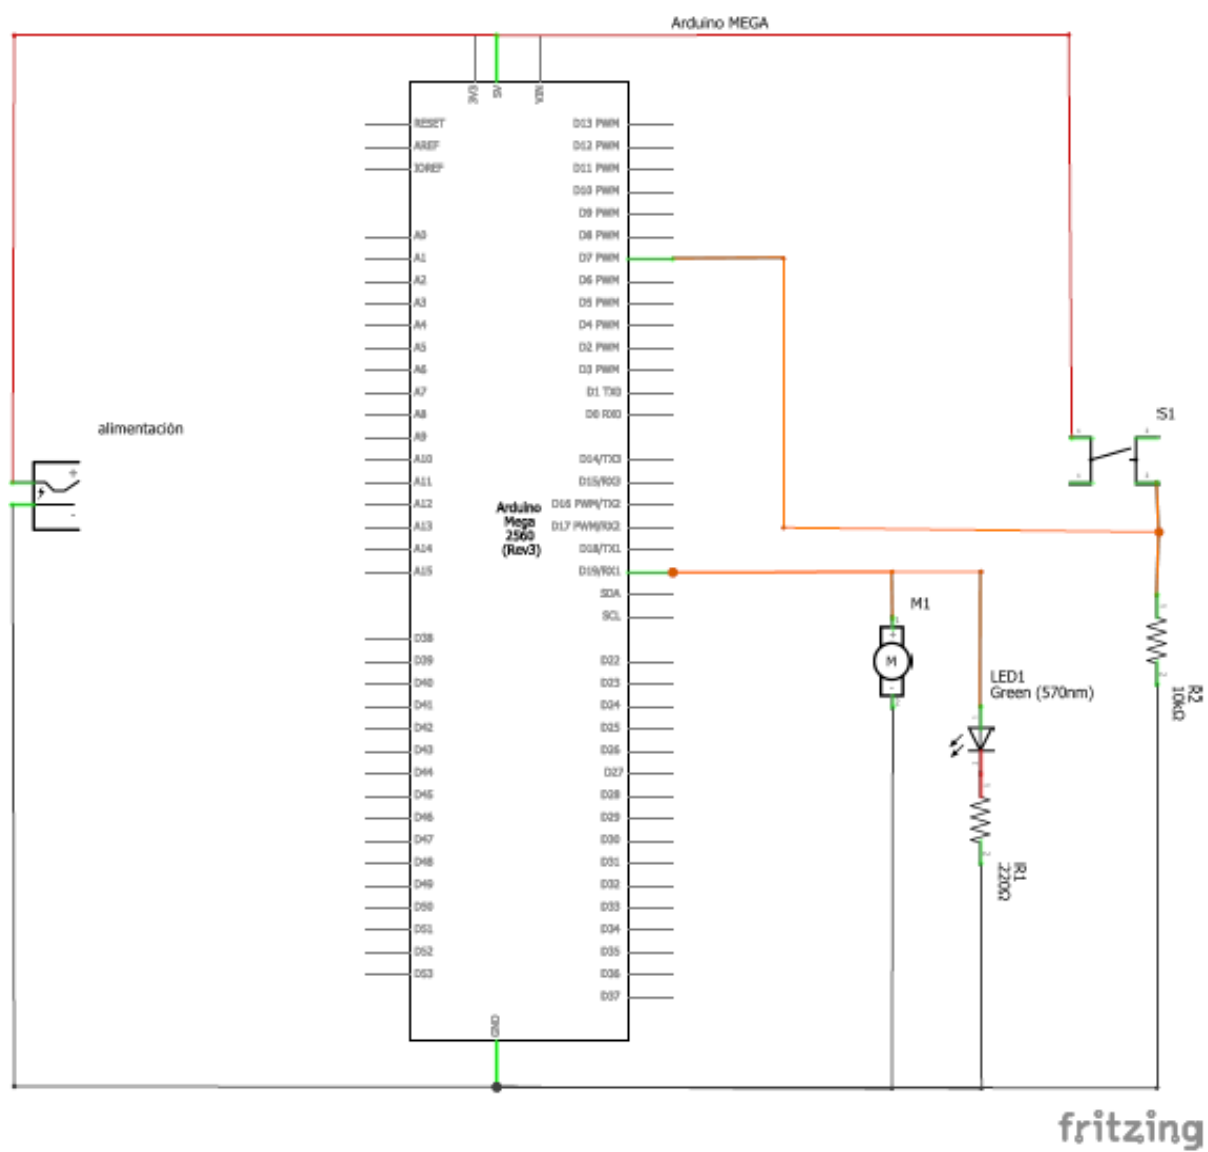 Arduino MEGA
3V3
5V
VIN
RESET
AREF
IOREF
A0
A1
A2
A3
A4
A5
A6
A7
A8
A9
A10
A11
A12
A13
A14
A15
D38
D39
D40
D41
D42
D43
D44
D45
D46
D47
D48
D49
D50
D51
D52
D53
D13 PWM
D12 PWM
D11 PWM
D10 PWM
D9 PWM
D8 PWM
D7 PWM
D6 PWM
D5 PWM
D4 PWM
D2 PWM
D3 PWM
D1 TX0
D0 RX0
D14/TX3
D15/RX3
D16 PWM/TX2
D17 PWM/RX2
D18/TX1
D19/RX1
SDA
SCL
D22
D23
D24
D25
D26
D27
D28
D29
D30
D31
D32
D33
D34
D35
D36
D37
Arduino
Mega
2560
(Rev3)
GND
alimentación
+
-
S1
M1
+
M
-
LED1
Green (570nm)
R2
10kΩ
R1
220Ω
fritzing